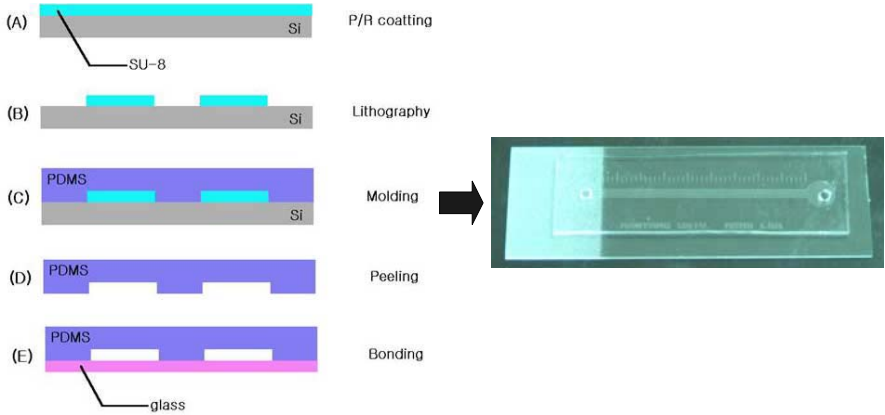 (A) Si P/R coatting
SU-8
(B) Si Lithography
PDMS
(C) Si Molding
PDMS
(D) Peeling
PDMS
(E) Bonding
glass